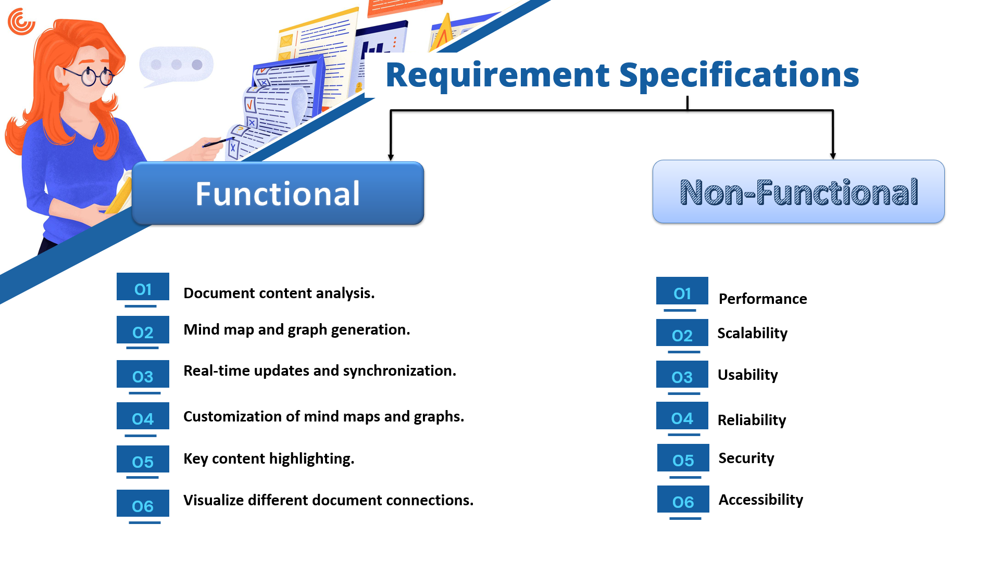 Requirement Specifications
Functional
Non-Functional
01 Document content analysis.
02 Mind map and graph generation.
03 Real-time updates and synchronization.
04 Customization of mind maps and graphs.
05 Key content highlighting.
06 Visualize different document connections.
01 Performance
02 Scalability
03 Usability
04 Reliability
05 Security
06 Accessibility